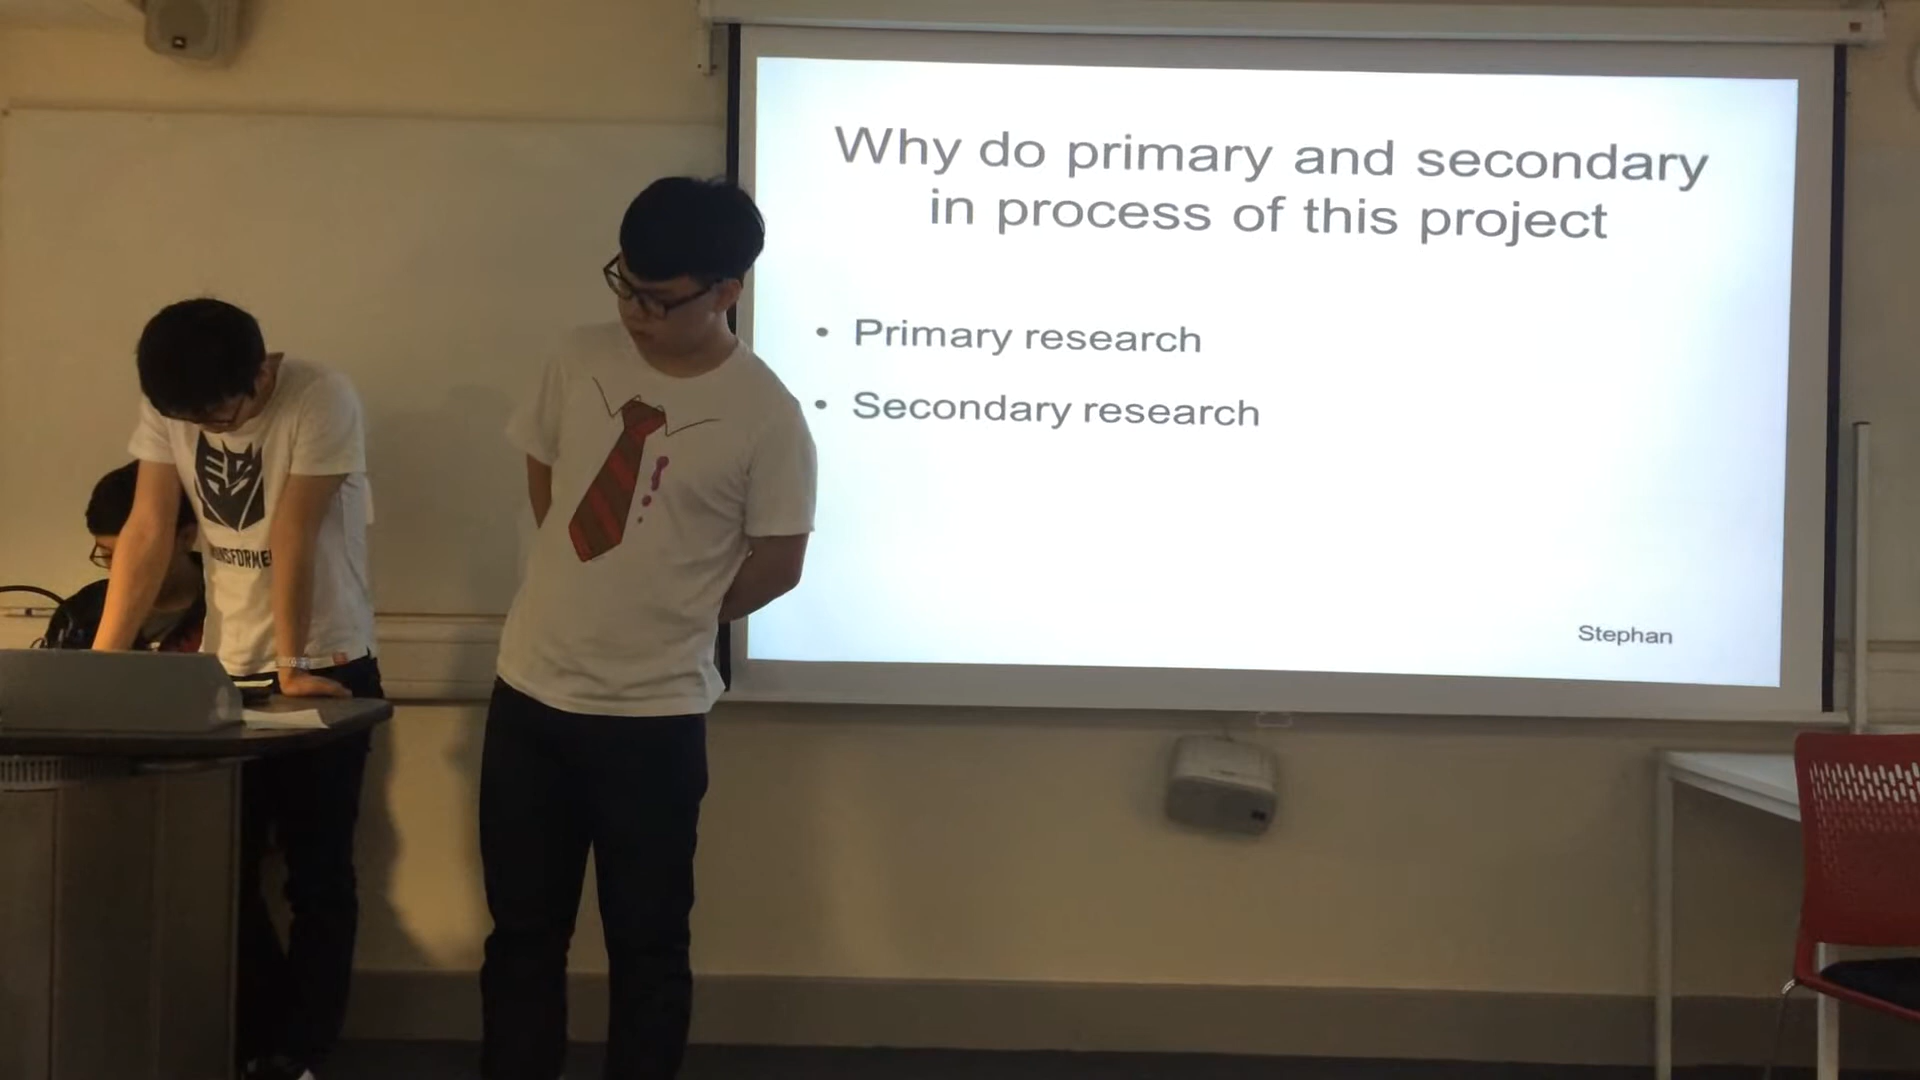 Why do primary and secondary
in process of this project
• Primary research
• Secondary research
Stephan